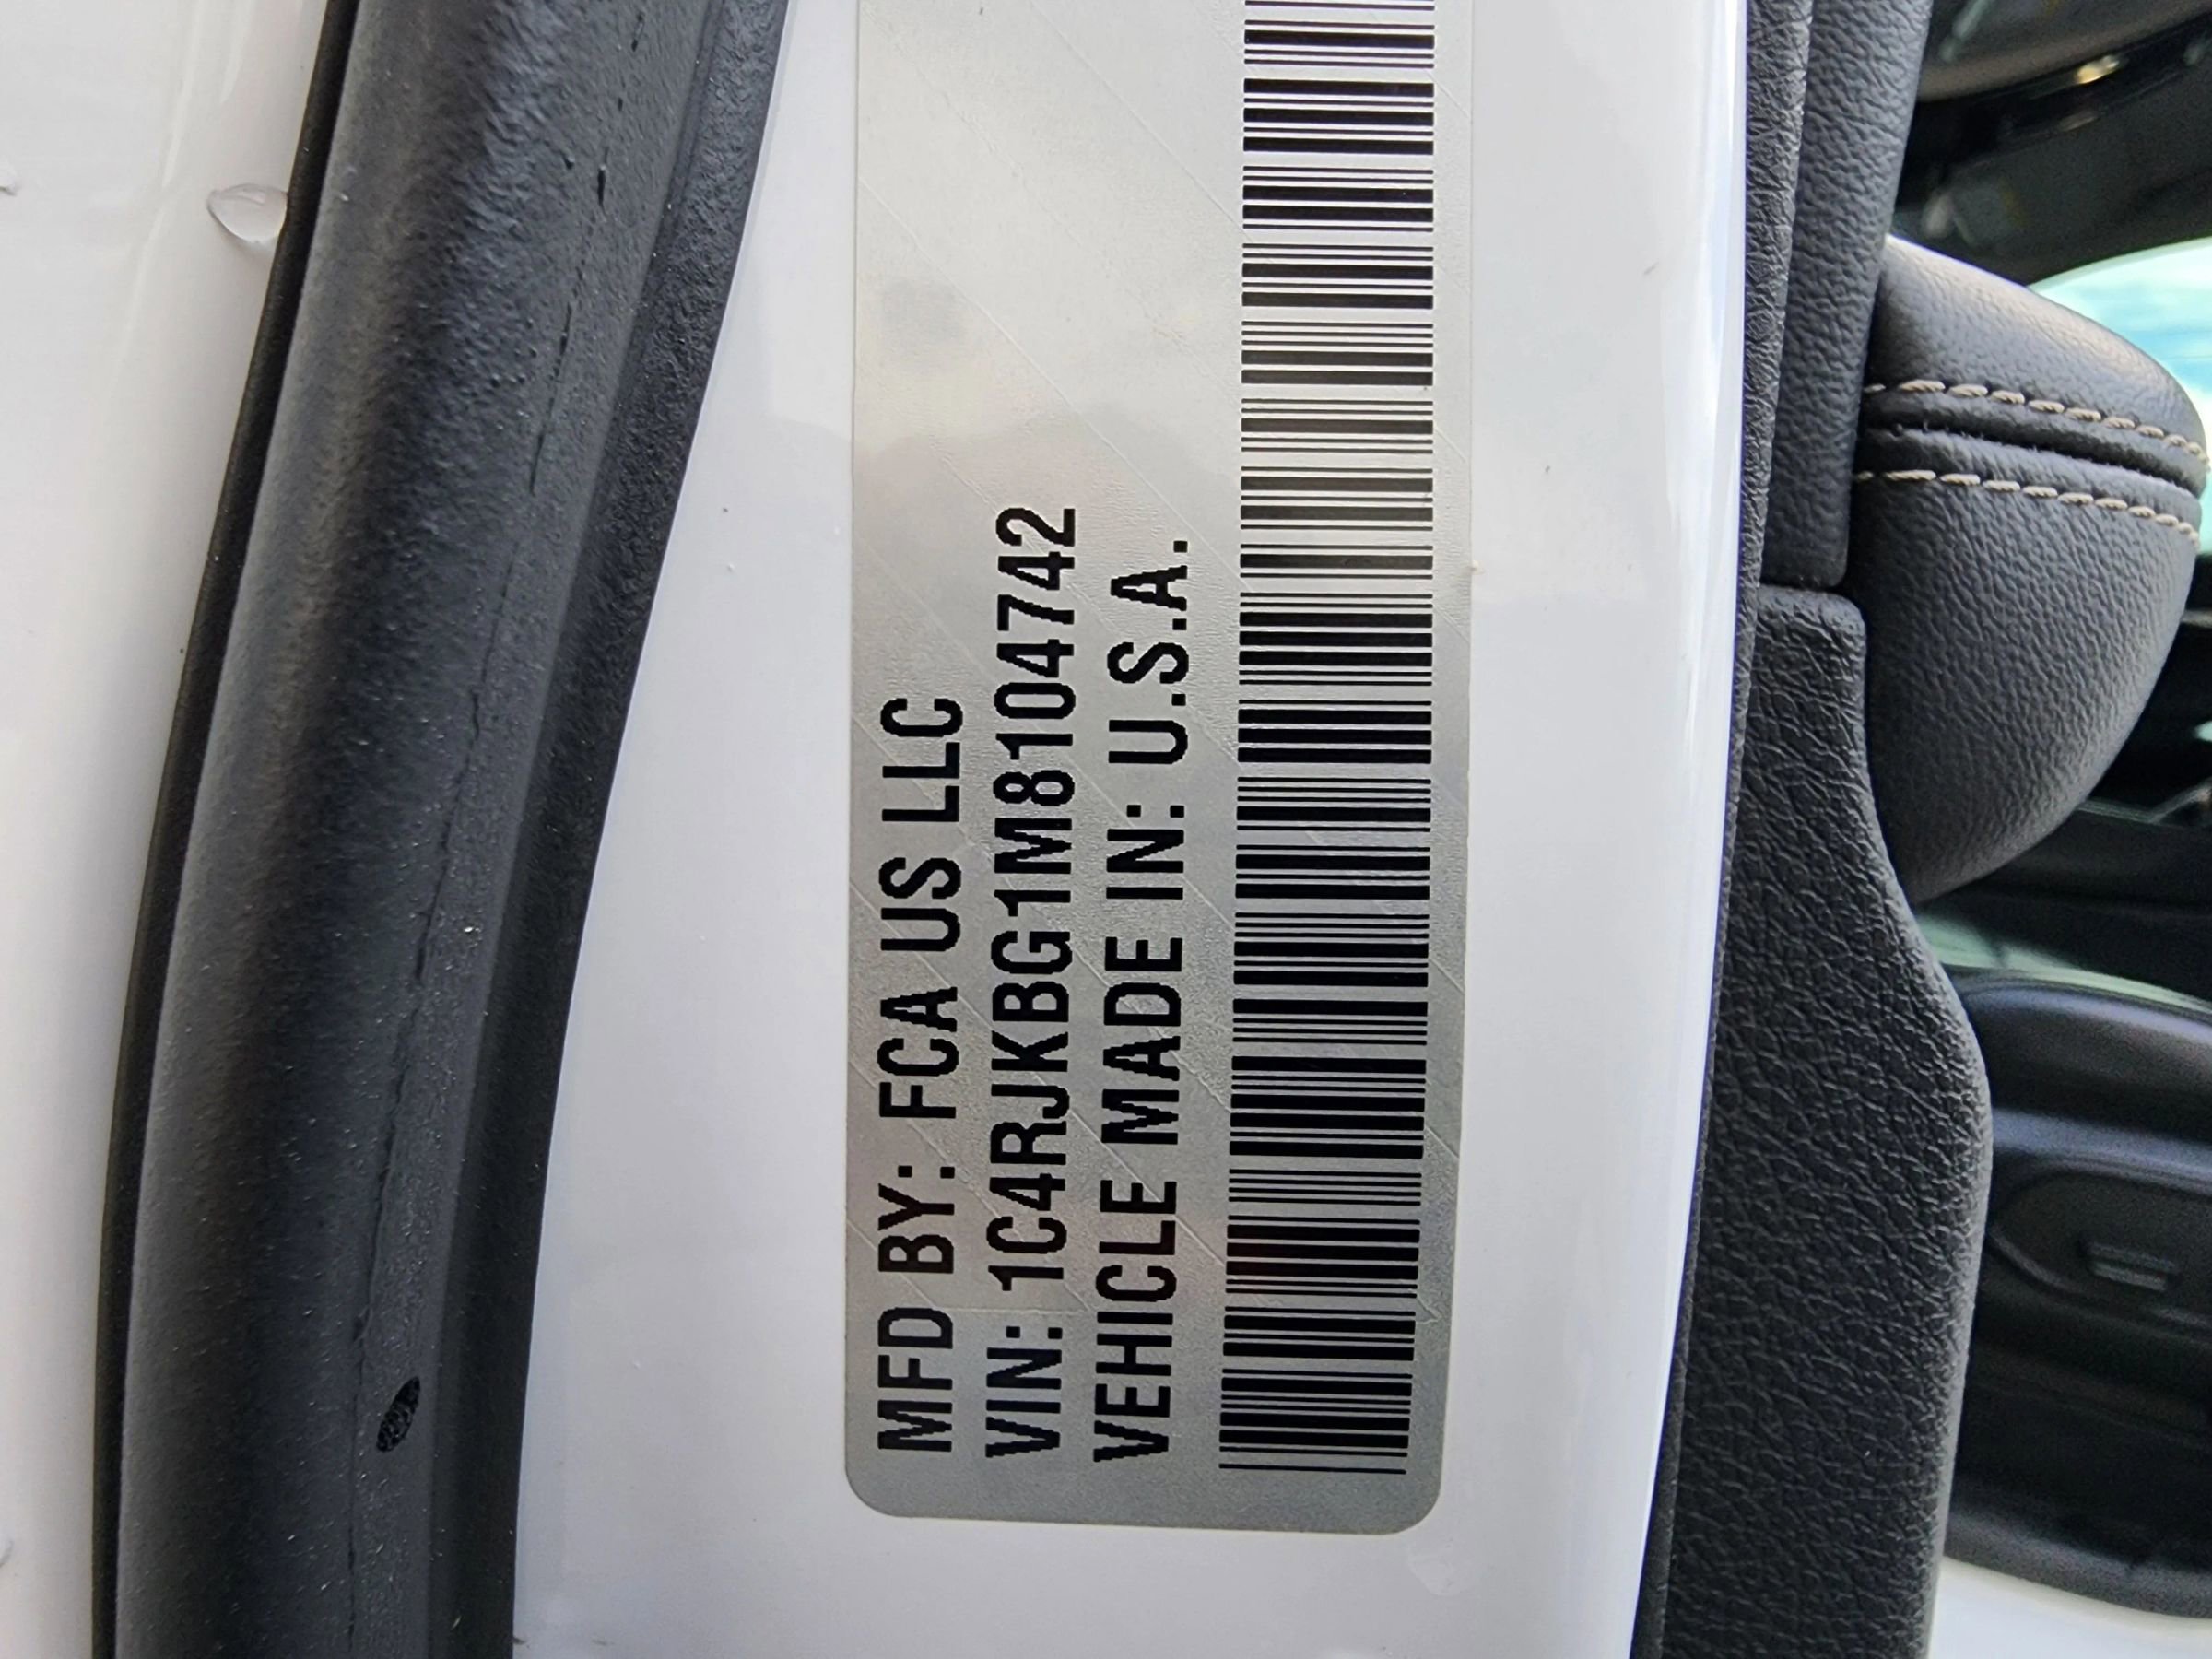 MFD BY: FCA US LLC
VIN: 1C4RJKBG1M8104742
VEHICLE MADE IN: U.S.A.